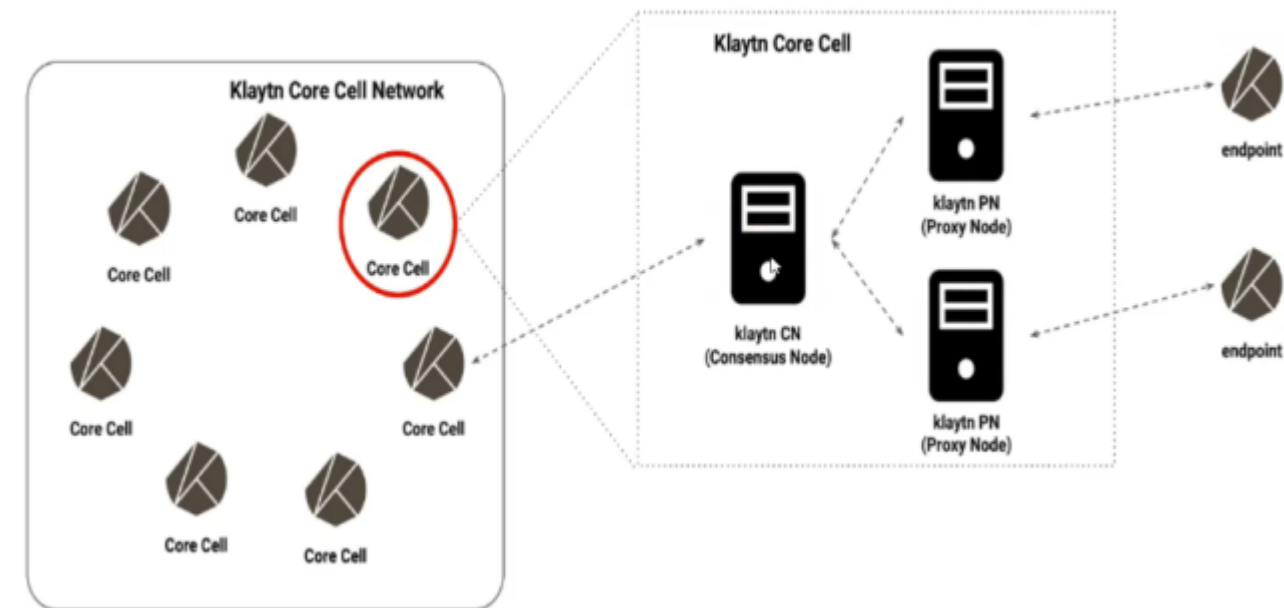 Klaytn Core Cell Network
Core Cell
Core Cell
Core Cell
Core Cell
Core Cell
Core Cell
Core Cell
Klaytn Core Cell
klaytn CN
(Consensus Node)
klaytn PN
(Proxy Node)
klaytn PN
(Proxy Node)
endpoint
endpoint